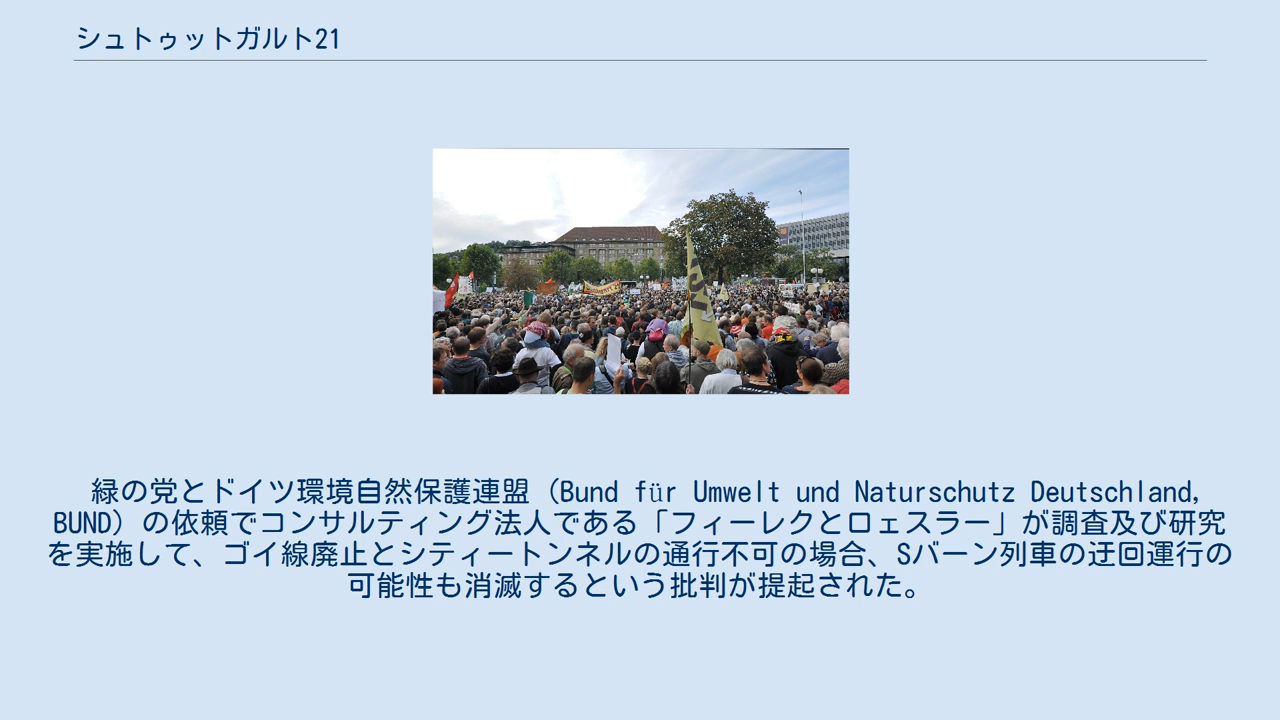 シュトゥットガルト21
緑の党とドイツ環境自然保護連盟（Bund für Umwelt und Naturschutz Deutschland,
BUND）の依頼でコンサルティング法人である「フィーレクとロェスラー」が調査及び研究
を実施して、ゴイ線廃止とシティートンネルの通行不可の場合、Sバーン列車の迂回運行の
可能性も消滅するという批判が提起された。